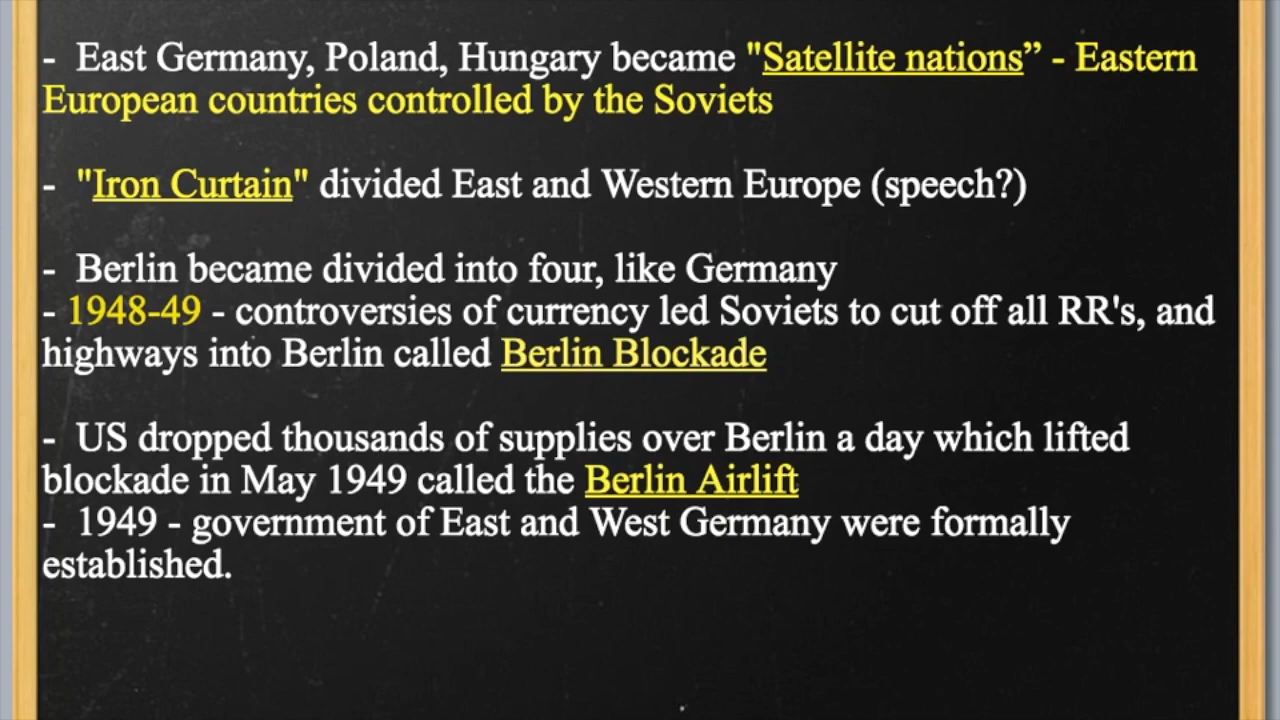 - East Germany, Poland, Hungary became "Satellite nations” - Eastern
European countries controlled by the Soviets
- "Iron Curtain" divided East and Western Europe (speech?)
- Berlin became divided into four, like Germany
- 1948-49 - controversies of currency led Soviets to cut off all RR's, and
highways into Berlin called Berlin Blockade
- US dropped thousands of supplies over Berlin a day which lifted
blockade in May 1949 called the Berlin Airlift
- 1949 - government of East and West Germany were formally
established.